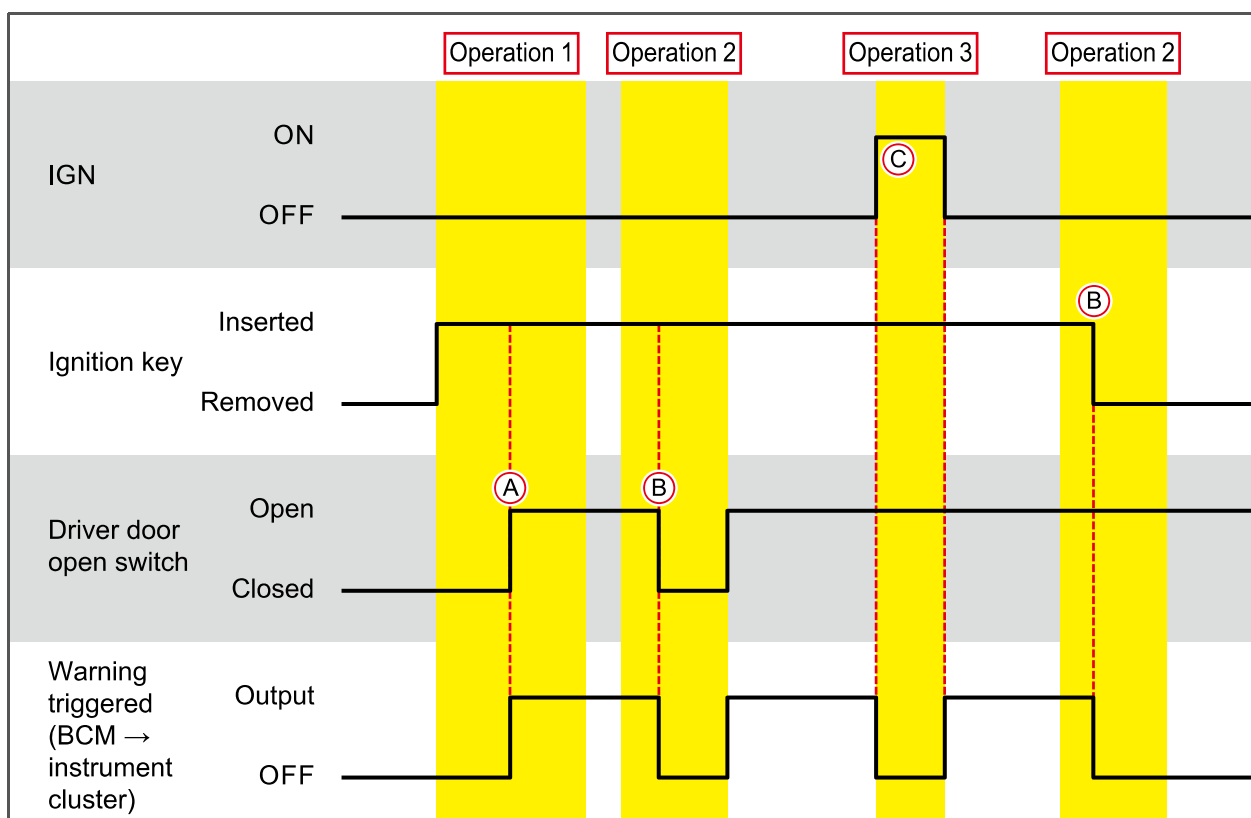 Operation 1
Operation 2
Operation 3
Operation 2
IGN
ON
OFF
C
Ignition key
Inserted
Removed
B
Driver door
open switch
Open
Closed
A
B
Warning
triggered
(BCM →
instrument
cluster)
Output
OFF